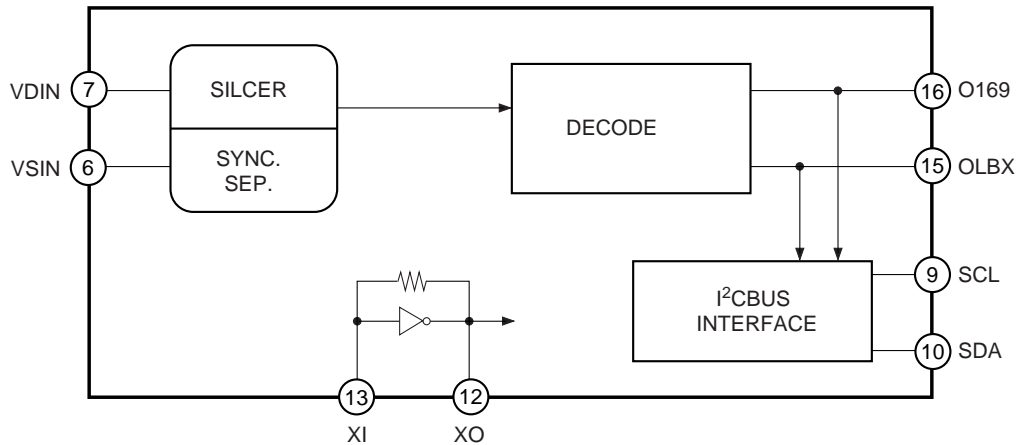 VDIN 7 SILCER DECODE 16 O169
VSIN 6 SYNC.
SEP. 15 OLBX
I²CBUS
INTERFACE 9 SCL
10 SDA
13 12
XI XO